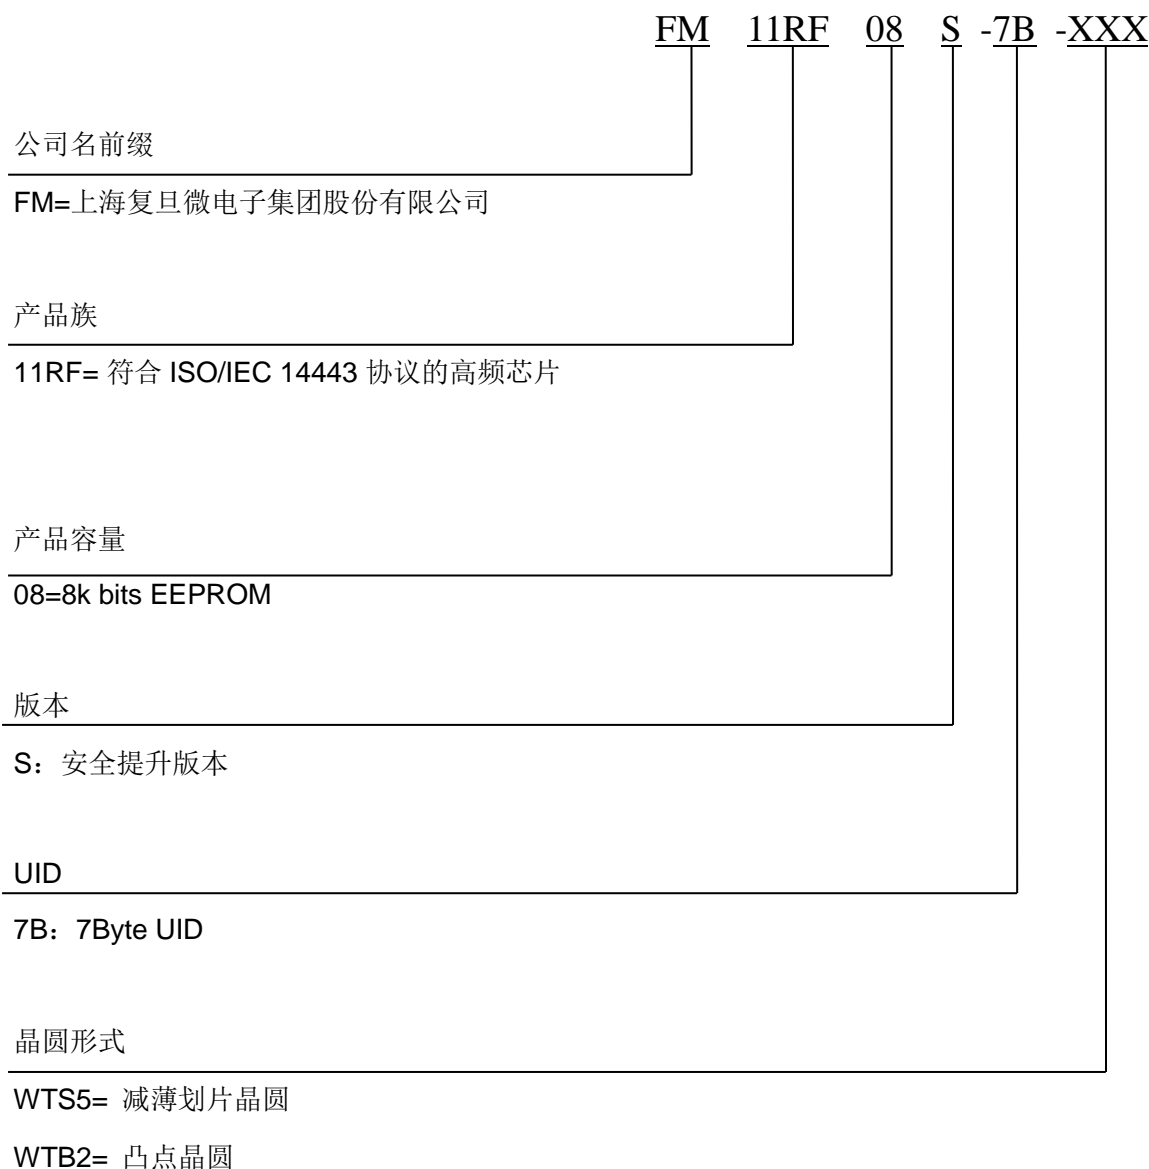 FM 11RF 08 S -7B -XXX
公司名前缀
FM=上海复旦微电子集团股份有限公司
产品族
11RF= 符合 ISO/IEC 14443 协议的高频芯片
产品容量
08=8k bits EEPROM
版本
S：安全提升版本
UID
7B：7Byte UID
晶圆形式
WTS5= 减薄划片晶圆
WTB2= 凸点晶圆